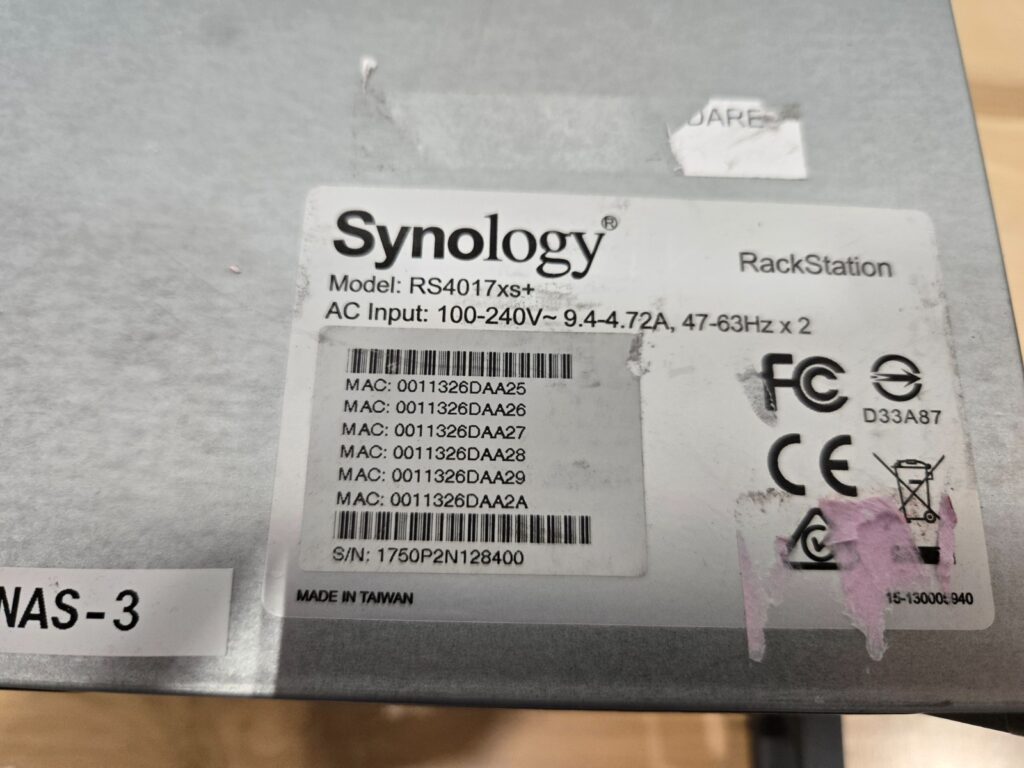 Synology®
RackStation
Model: RS4017xs+
AC Input: 100-240V~ 9.4-4.72A, 47-63Hz x 2
MAC: 0011326DAA25
MAC: 0011326DAA26
MAC: 0011326DAA27
MAC: 0011326DAA28
MAC: 0011326DAA29
MAC: 0011326DAA2A
S/N: 1750P2N128400
FC
D33A87
CE
MADE IN TAIWAN
NAS-3